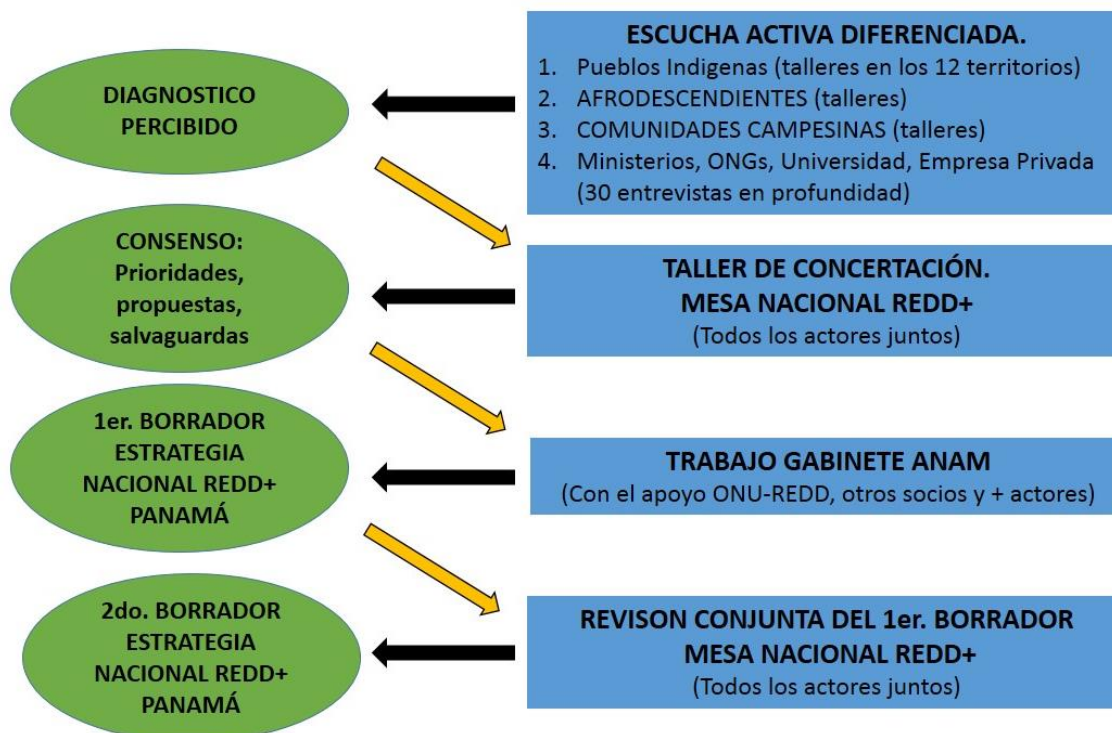 ESCUCHA ACTIVA DIFERENCIADA.
1. Pueblos Indigenas (talleres en los 12 territorios)
2. AFRODESCENDIENTES (talleres)
3. COMUNIDADES CAMPESINAS (talleres)
4. Ministerios, ONGs, Universidad, Empresa Privada
(30 entrevistas en profundidad)
DIAGNOSTICO
PERCIBIDO
TALLER DE CONCERTACIÓN.
MESA NACIONAL REDD+
(Todos los actores juntos)
CONSENSO:
Prioridades,
propuestas,
salvaguardas
TRABAJO GABINETE ANAM
(Con el apoyo ONU-REDD, otros socios y + actores)
1er. BORRADOR
ESTRATEGIA
NACIONAL REDD+
PANAMÁ
REVISON CONJUNTA DEL 1er. BORRADOR
MESA NACIONAL REDD+
(Todos los actores juntos)
2do. BORRADOR
ESTRATEGIA
NACIONAL REDD+
PANAMÁ